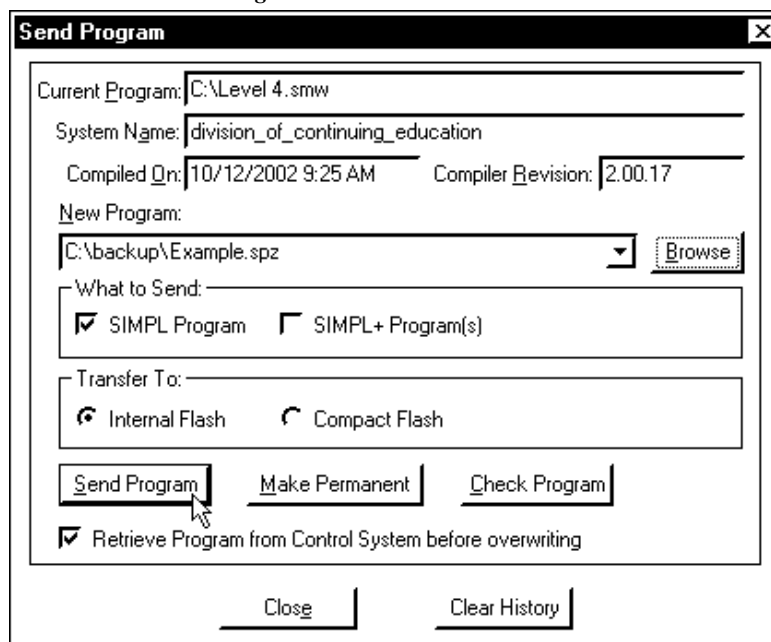 Send Program
Current Program: C:\Level 4.smw
System Name: division_of_continuing_education
Compiled On: 10/12/2002 9:25 AM Compiler Revision: 2.00.17
New Program:
C:\backup\Example.spz Browse
What to Send:
SIMPL Program SIMPL+ Program(s)
Transfer To:
Internal Flash Compact Flash
Send Program Make Permanent Check Program
Retrieve Program from Control System before overwriting
Close Clear History